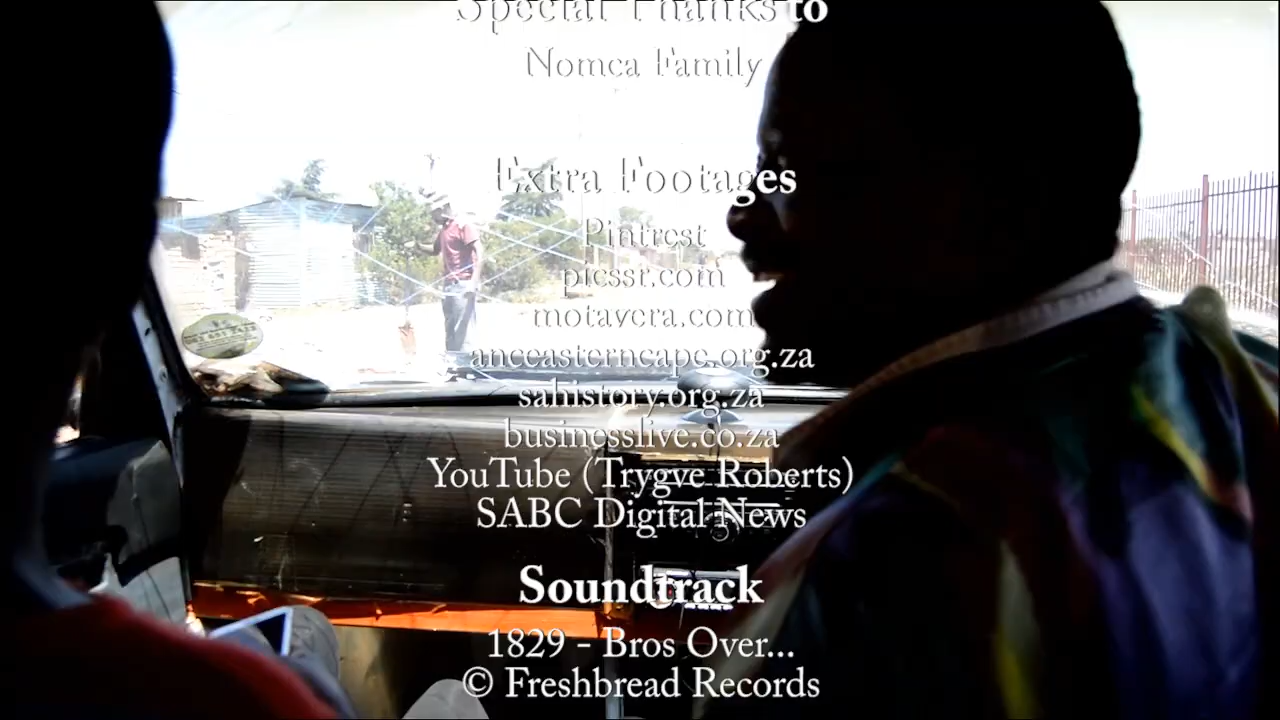 Special Thanks to
Nomca Family
Extra Footages
Pintrest
picssr.com
motavera.com
anceasterncape.org.za
sahistory.org.za
businesslive.co.za
YouTube (Trygve Roberts)
SABC Digital News
Soundtrack
1829 - Bros Over...
© Freshbread Records